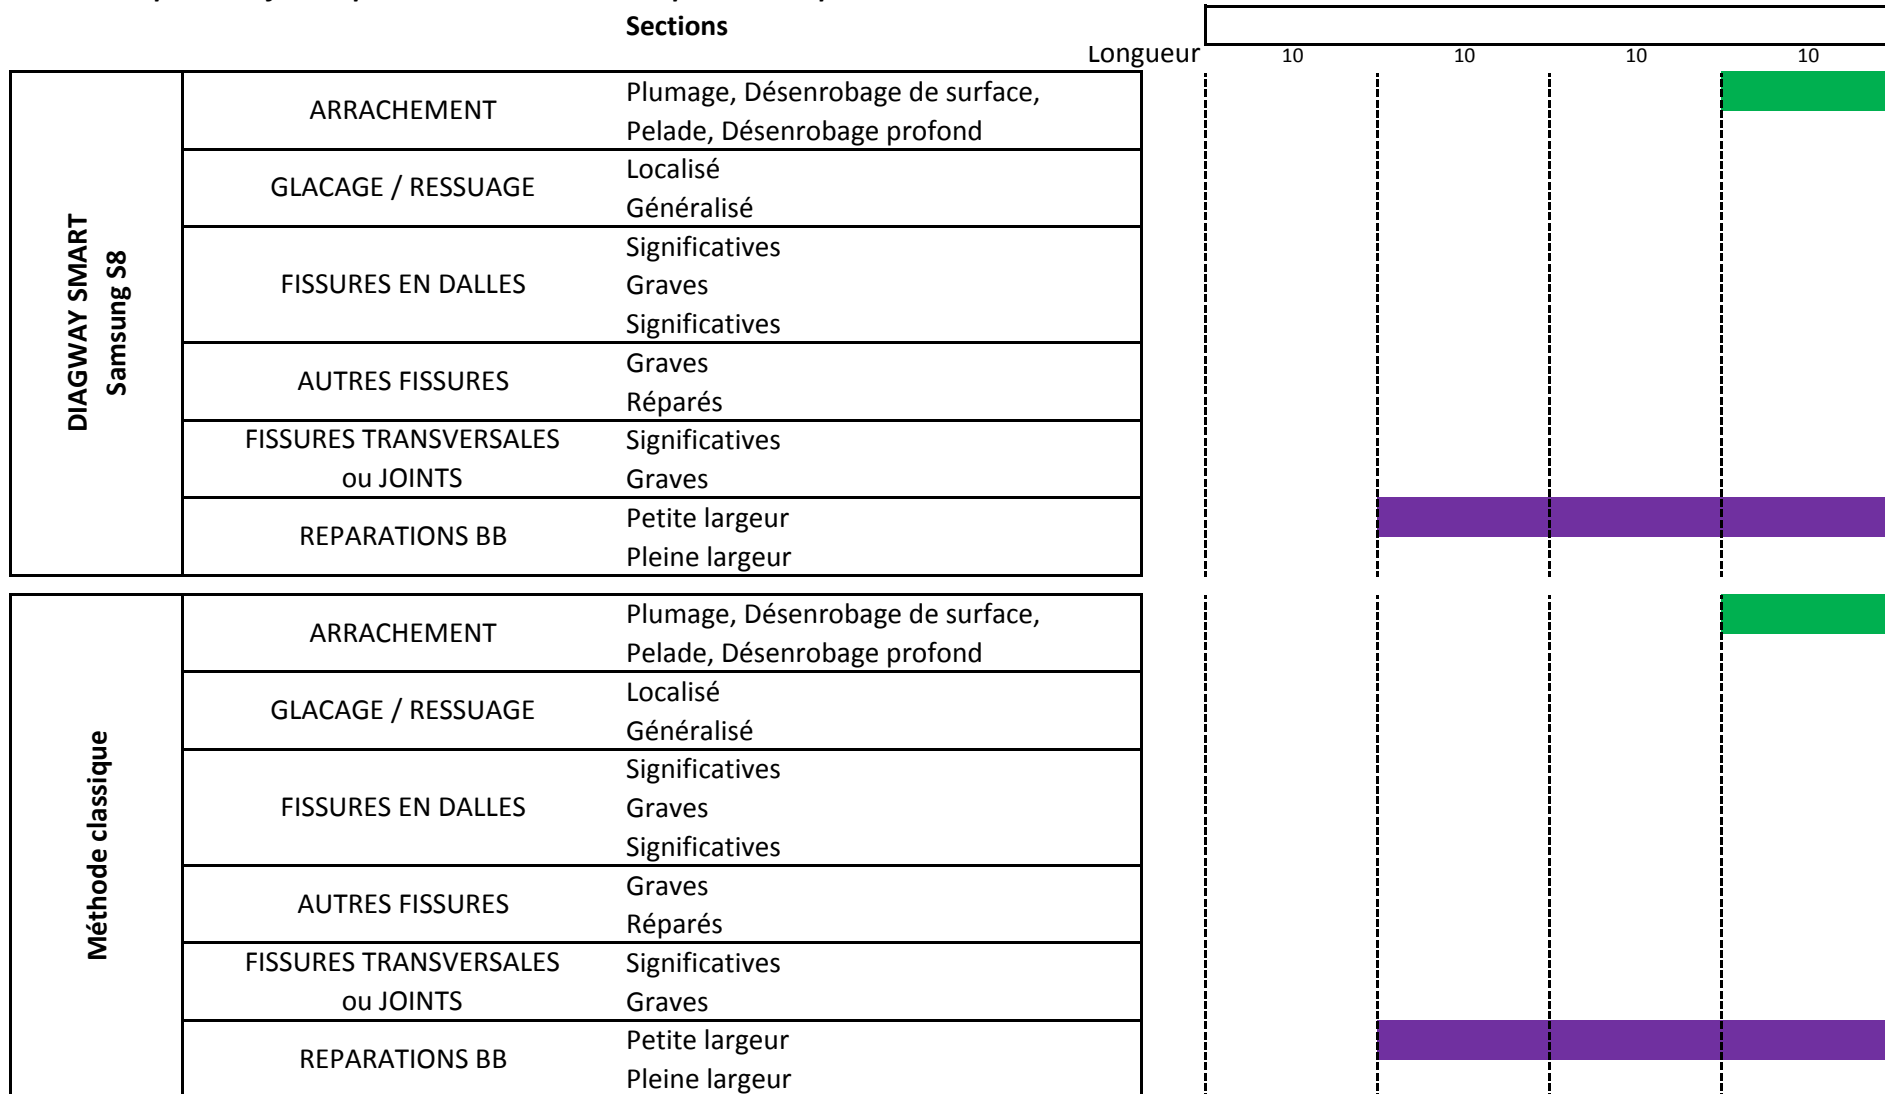 Sections
Longueur 10 10 10 10
DIAGWAY SMART
Samsung S8
ARRACHEMENT
Plumage, Désenrobage de surface,
Pelade, Désenrobage profond
GLACAGE / RESSUAGE
Localisé
Généralisé
FISSURES EN DALLES
Significatives
Graves
Significatives
AUTRES FISSURES
Graves
Réparés
FISSURES TRANSVERSALES
ou JOINTS
Significatives
Graves
REPARATIONS BB
Petite largeur
Pleine largeur
Méthode classique
ARRACHEMENT
Plumage, Désenrobage de surface,
Pelade, Désenrobage profond
GLACAGE / RESSUAGE
Localisé
Généralisé
FISSURES EN DALLES
Significatives
Graves
Significatives
AUTRES FISSURES
Graves
Réparés
FISSURES TRANSVERSALES
ou JOINTS
Significatives
Graves
REPARATIONS BB
Petite largeur
Pleine largeur